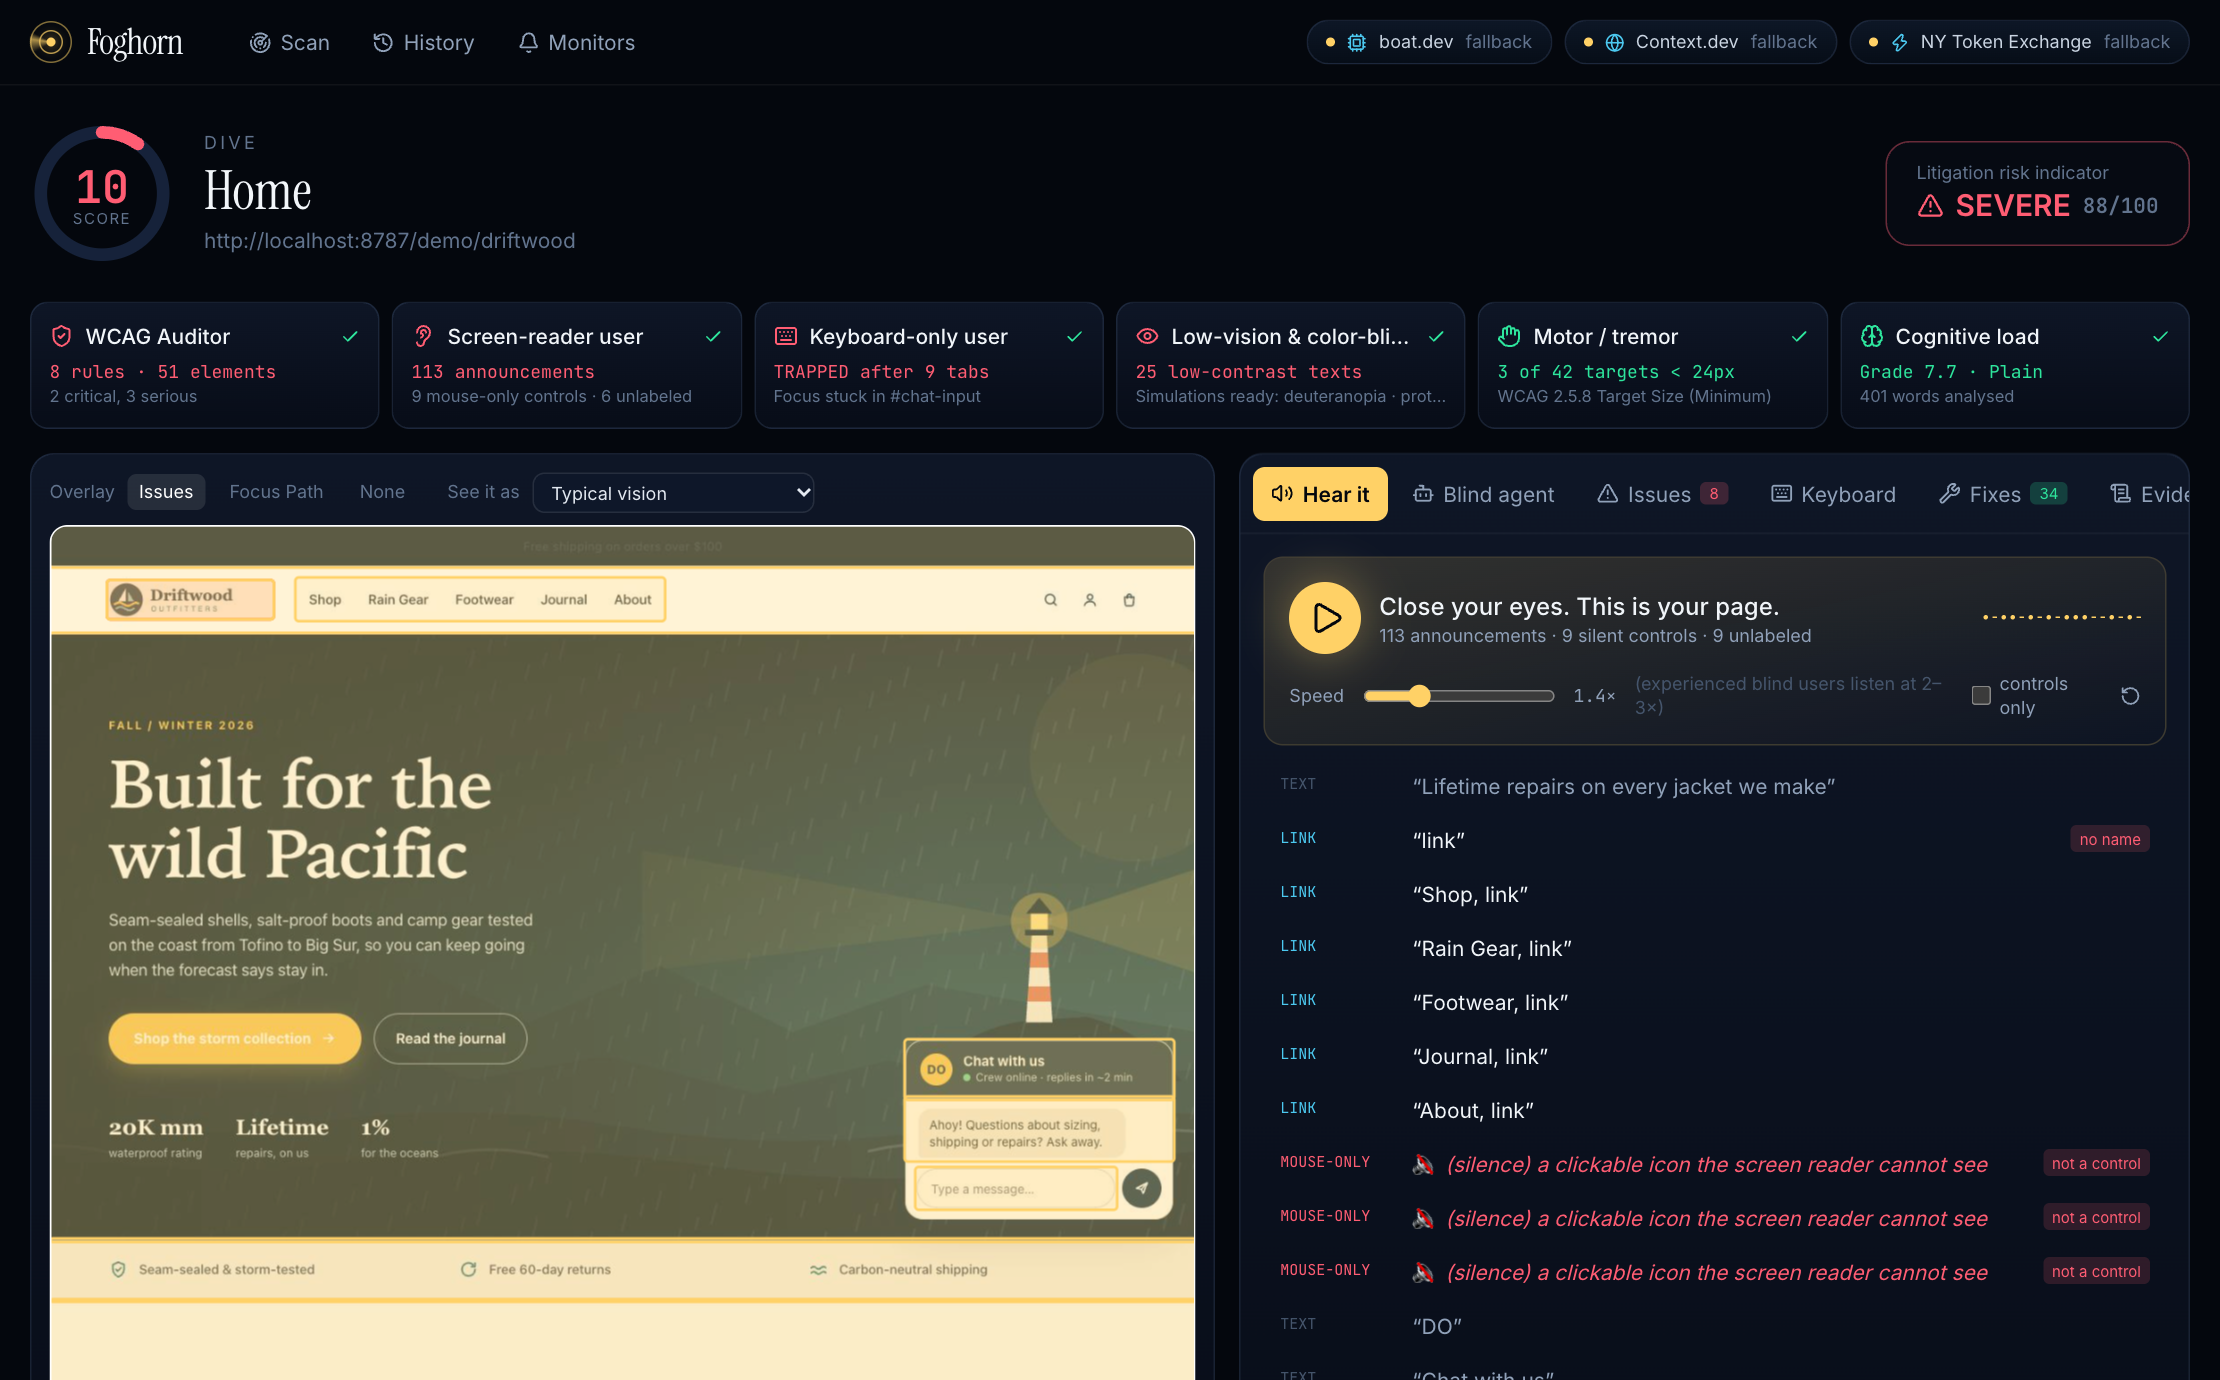 Foghorn
Scan
History
Monitors
boat.dev fallback
Context.dev fallback
NY Token Exchange fallback
10
SCORE
DIVE
Home
http://localhost:8787/demo/driftwood
Litigation risk indicator
SEVERE 88/100
WCAG Auditor
8 rules · 51 elements
2 critical, 3 serious
Screen-reader user
113 announcements
9 mouse-only controls · 6 unlabeled
Keyboard-only user
TRAPPED after 9 tabs
Focus stuck in #chat-input
Low-vision & color-bli...
25 low-contrast texts
Simulations ready: deuteranopia · prot...
Motor / tremor
3 of 42 targets < 24px
WCAG 2.5.8 Target Size (Minimum)
Cognitive load
Grade 7.7 · Plain
401 words analysed
Overlay Issues Focus Path None See it as Typical vision
Free shipping on orders over $100
Driftwood
OUTFITTERS
Shop Rain Gear Footwear Journal About
FALL / WINTER 2026
Built for the
wild Pacific
Seam-sealed shells, salt-proof boots and camp gear tested
on the coast from Tofino to Big Sur, so you can keep going
when the forecast says stay in.
Shop the storm collection →
Read the journal
20K mm
waterproof rating
Lifetime
repairs, on us
1%
for the oceans
DO
Chat with us
Crew online · replies in ~2 min
Ahoy! Questions about sizing,
shipping or repairs? Ask away.
Type a message...
Seam-sealed & storm-tested
Free 60-day returns
Carbon-neutral shipping
Hear it Blind agent Issues 8 Keyboard Fixes 34 Evide
Close your eyes. This is your page.
113 announcements · 9 silent controls · 9 unlabeled
Speed 1.4× (experienced blind users listen at 2–
3×)
controls
only
TEXT “Lifetime repairs on every jacket we make”
LINK “link” no name
LINK “Shop, link”
LINK “Rain Gear, link”
LINK “Footwear, link”
LINK “Journal, link”
LINK “About, link”
MOUSE-ONLY (silence) a clickable icon the screen reader cannot see not a control
MOUSE-ONLY (silence) a clickable icon the screen reader cannot see not a control
MOUSE-ONLY (silence) a clickable icon the screen reader cannot see not a control
TEXT “DO”
TEXT “Chat with us”